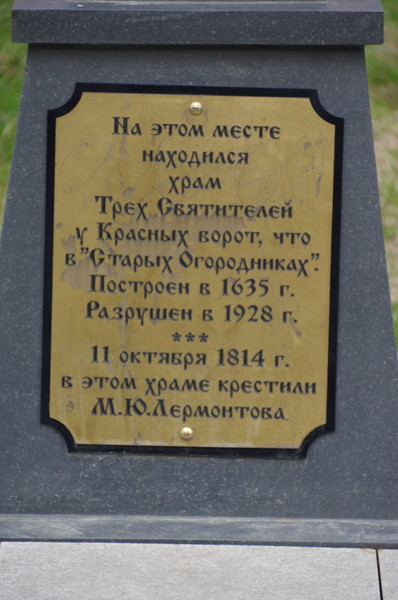 На этом месте
находился
храм
Трех Святителей
у Красных ворот, что
в "Старых Огородниках".
Построен в 1635 г.
Разрушен в 1928 г.
***
11 октября 1814 г.
в этом храме крестили
М.Ю.Лермонтова